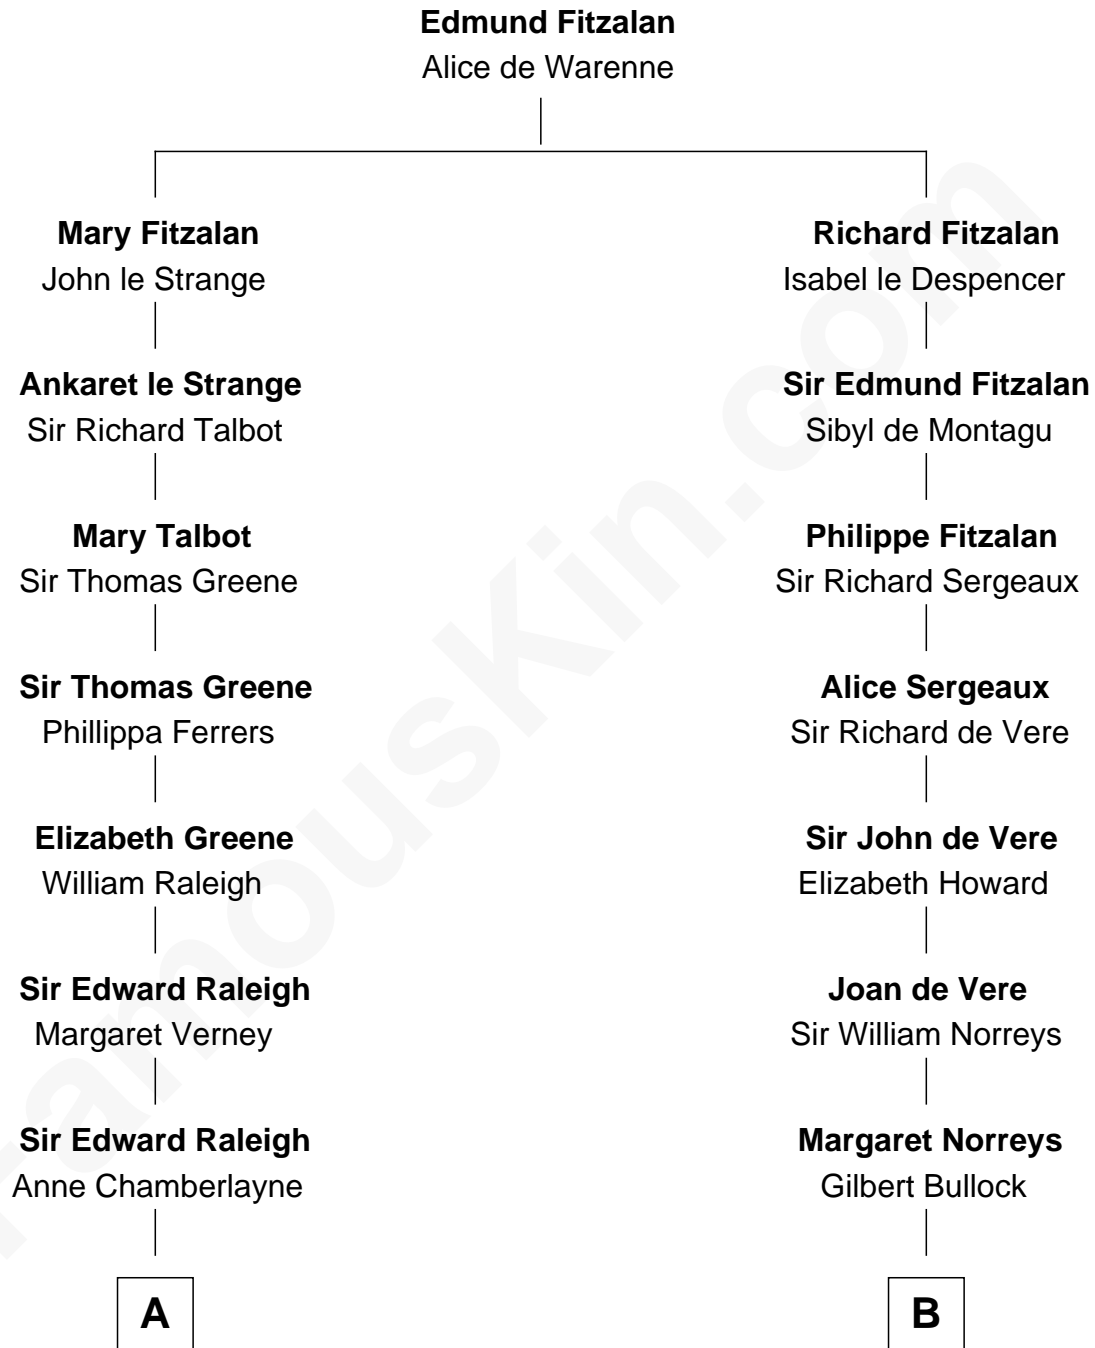 Edmund Fitzalan
Alice de Warenne
Mary Fitzalan
John le Strange
Richard Fitzalan
Isabel le Despencer
Ankaret le Strange
Sir Richard Talbot
Sir Edmund Fitzalan
Sibyl de Montagu
Mary Talbot
Sir Thomas Greene
Philippe Fitzalan
Sir Richard Sergeaux
Sir Thomas Greene
Phillippa Ferrers
Alice Sergeaux
Sir Richard de Vere
Elizabeth Greene
William Raleigh
Sir John de Vere
Elizabeth Howard
Sir Edward Raleigh
Margaret Verney
Joan de Vere
Sir William Norreys
Sir Edward Raleigh
Anne Chamberlayne
Margaret Norreys
Gilbert Bullock
A
B
FamousKin.com